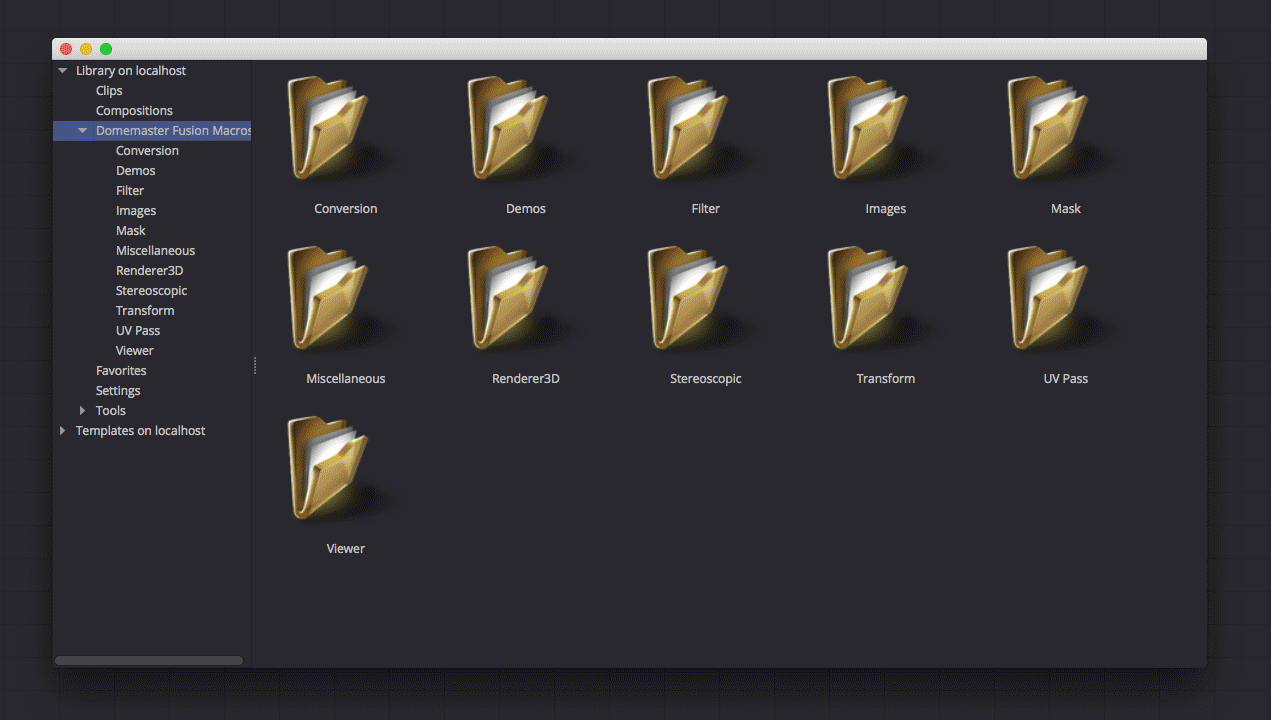 Library on localhost
Clips
Compositions
Domemaster Fusion Macros
Conversion
Demos
Filter
Images
Mask
Miscellaneous
Renderer3D
Stereoscopic
Transform
UV Pass
Viewer
Favorites
Settings
Tools
Templates on localhost
Conversion Demos Filter Images Mask
Miscellaneous Renderer3D Stereoscopic Transform UV Pass
Viewer